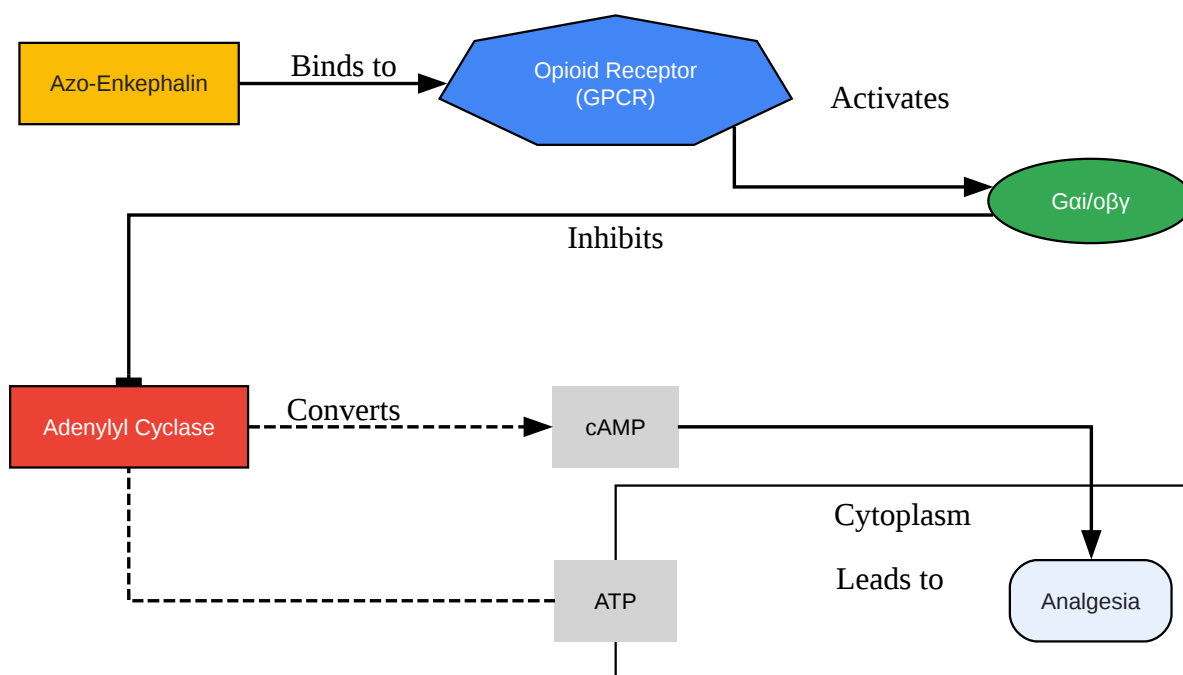 Azo-Enkephalin
Binds to
Opioid Receptor
(GPCR)
Activates
Gαi/oβγ
Inhibits
Adenylyl Cyclase
Converts
cAMP
Cytoplasm
Leads to
ATP
Analgesia